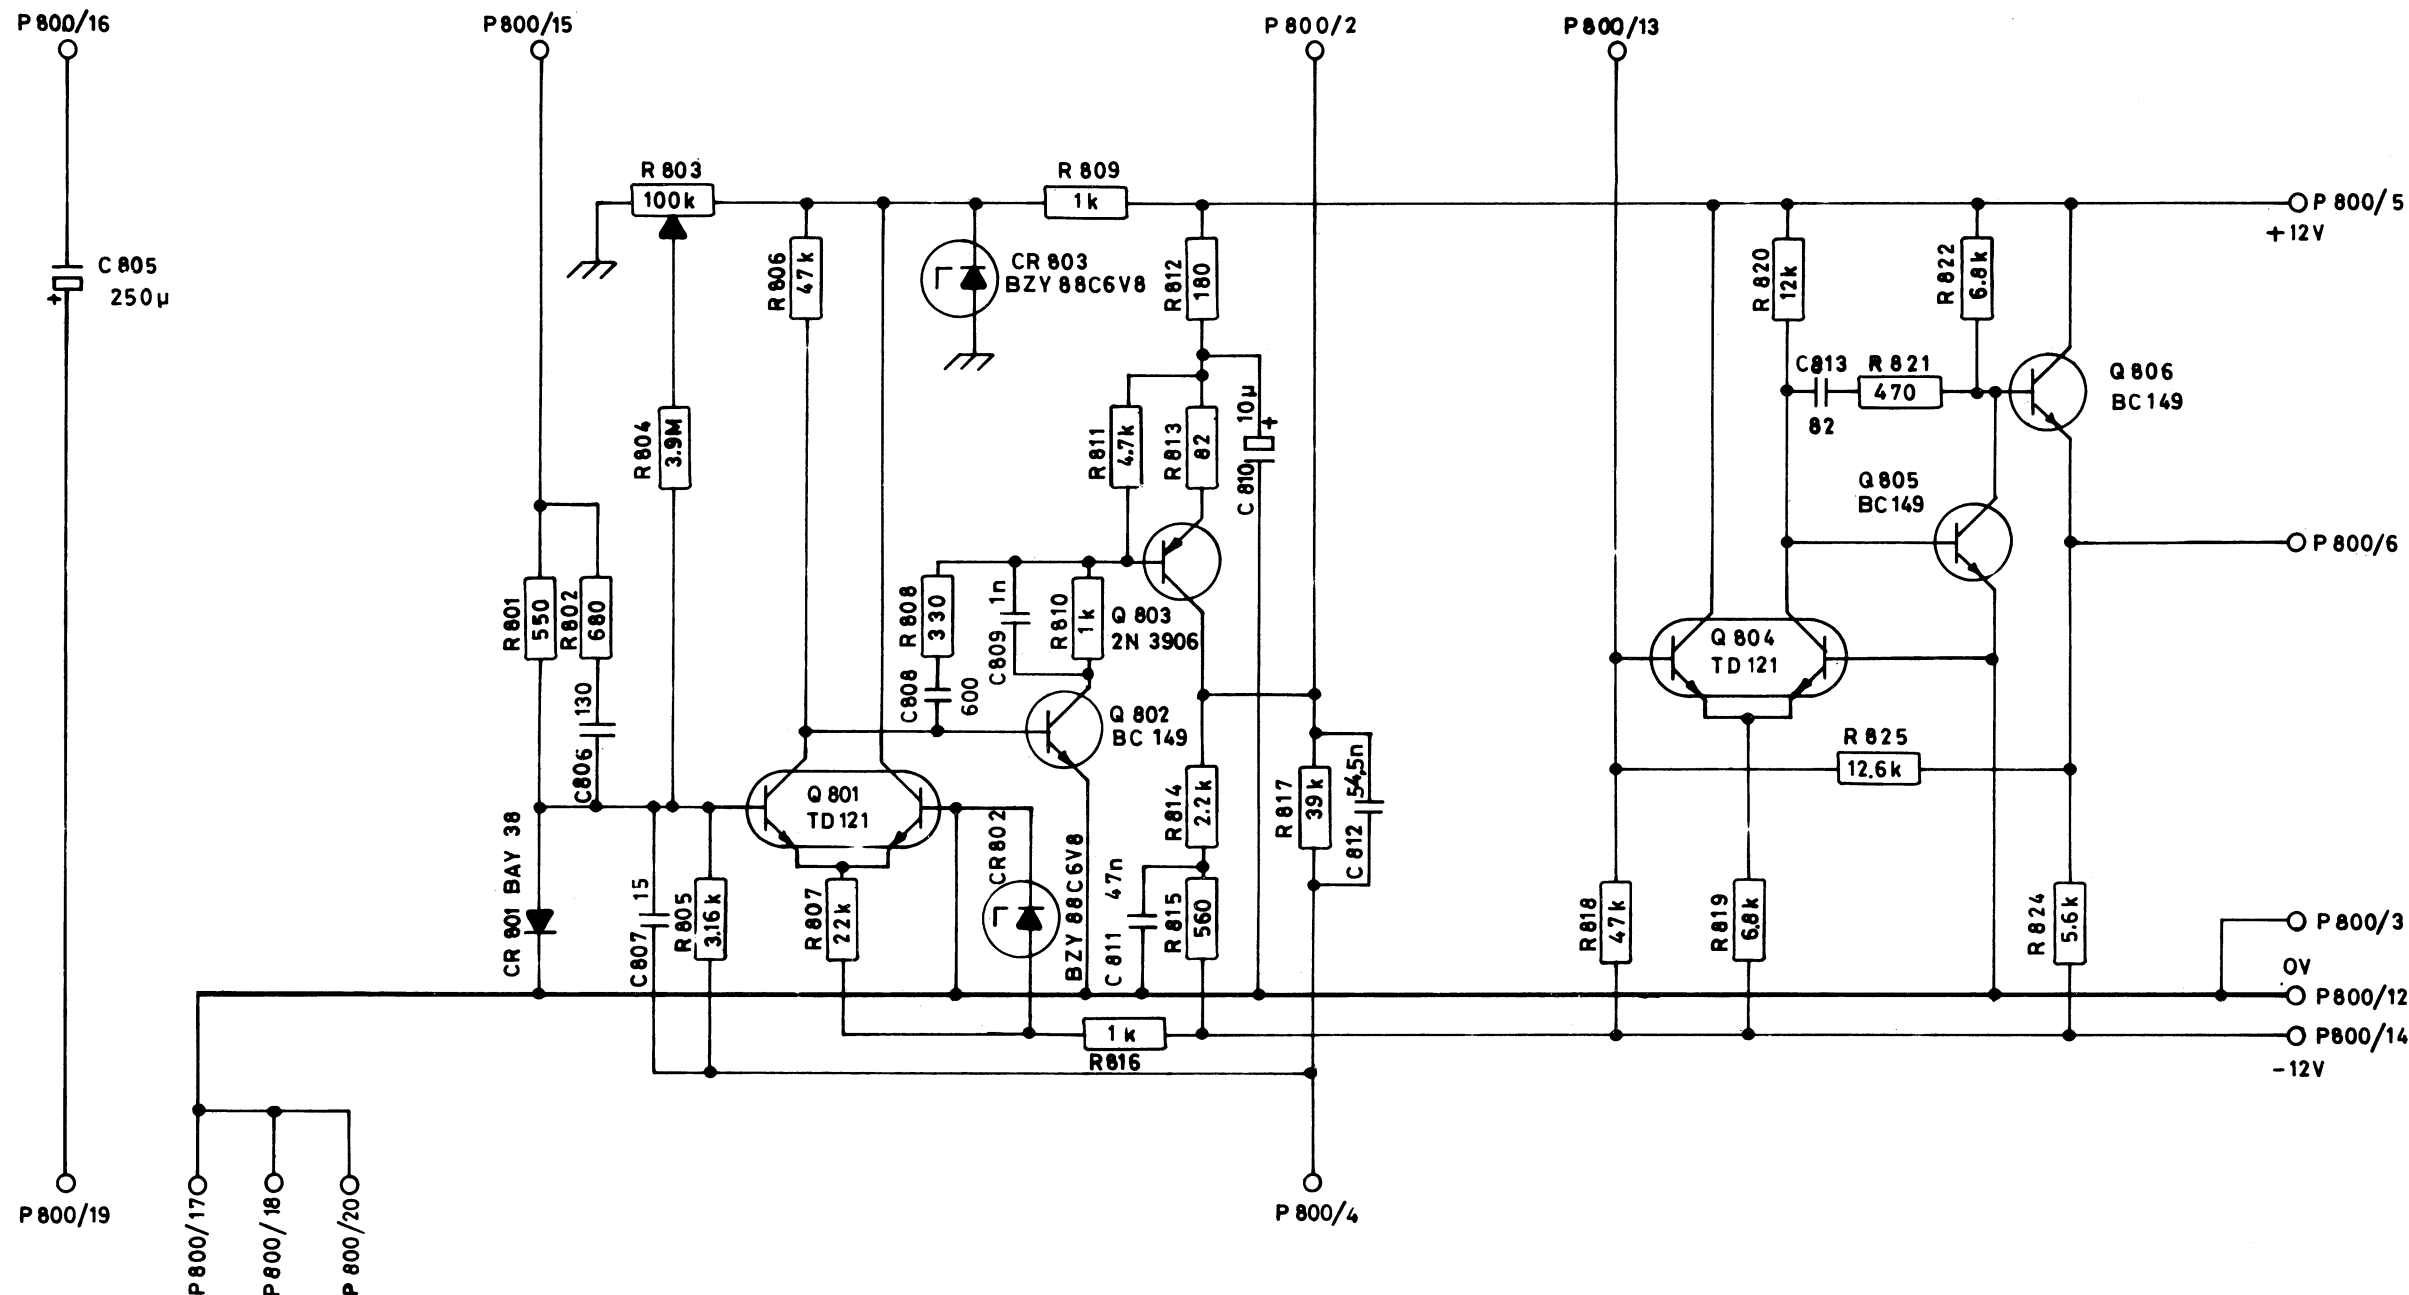 P800/16
P800/15
P800/2
P800/13
R803
100k
R809
1k
P800/5
+12V
C805
+
250µ
R806
47k
CR803
BZY88C6V8
R812
180
R820
12k
R822
6.8k
C813
82
R821
470
Q806
BC149
R804
3.9M
R811
4.7k
R813
82
10µ
+
C810
Q805
BC149
P800/6
R801
550
R802
680
R808
330
1n
C809
R810
1k
Q803
2N3906
Q804
TD121
130
C806
C808
600
Q802
BC149
R825
12.6k
Q801
TD121
R814
2.2k
R817
39k
54,5n
C812
CR801 BAY 38
15
C807
R805
3.16k
R807
22k
CR802
BZY88C6V8
47n
C811
R815
560
R818
47k
R819
6.8k
R824
5.6k
P800/3
0V
P800/12
1k
R816
P800/14
-12V
P800/19
P800/17
P800/18
P800/20
P800/4